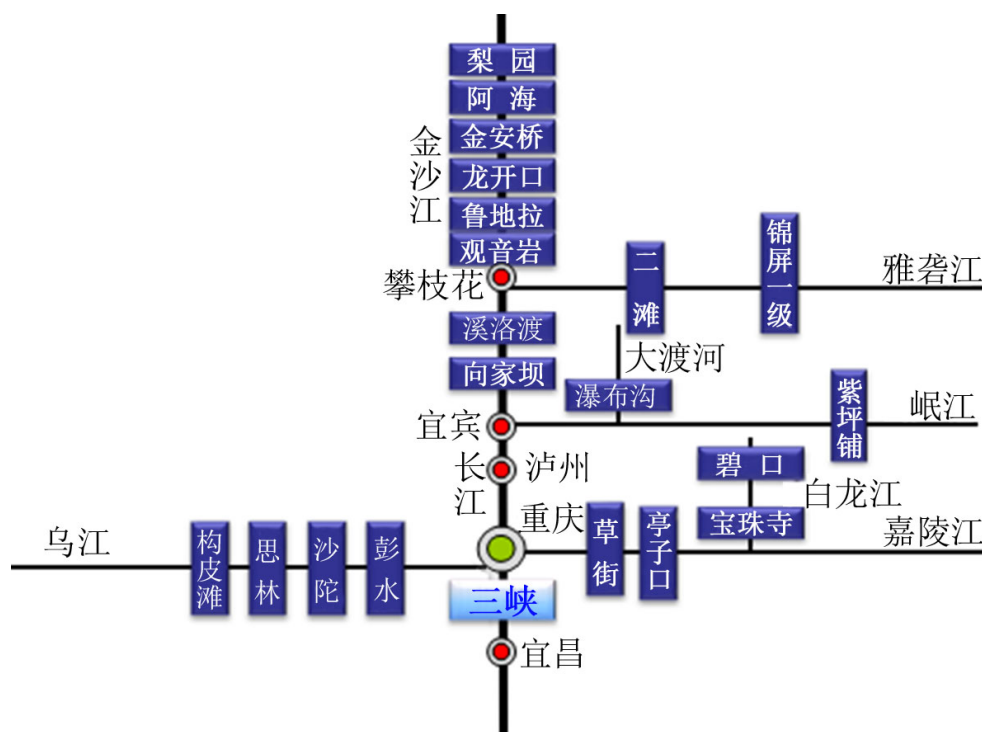 梨园
阿海
金安桥
龙开口
鲁地拉
观音岩
金沙江
攀枝花
二滩
锦屏一级
雅砻江
溪洛渡
向家坝
大渡河
瀑布沟
紫坪铺
岷江
宜宾
长江
泸州
碧口
白龙江
宝珠寺
重庆
草街
亭子口
嘉陵江
乌江
构皮滩
思林
沙陀
彭水
三峡
宜昌